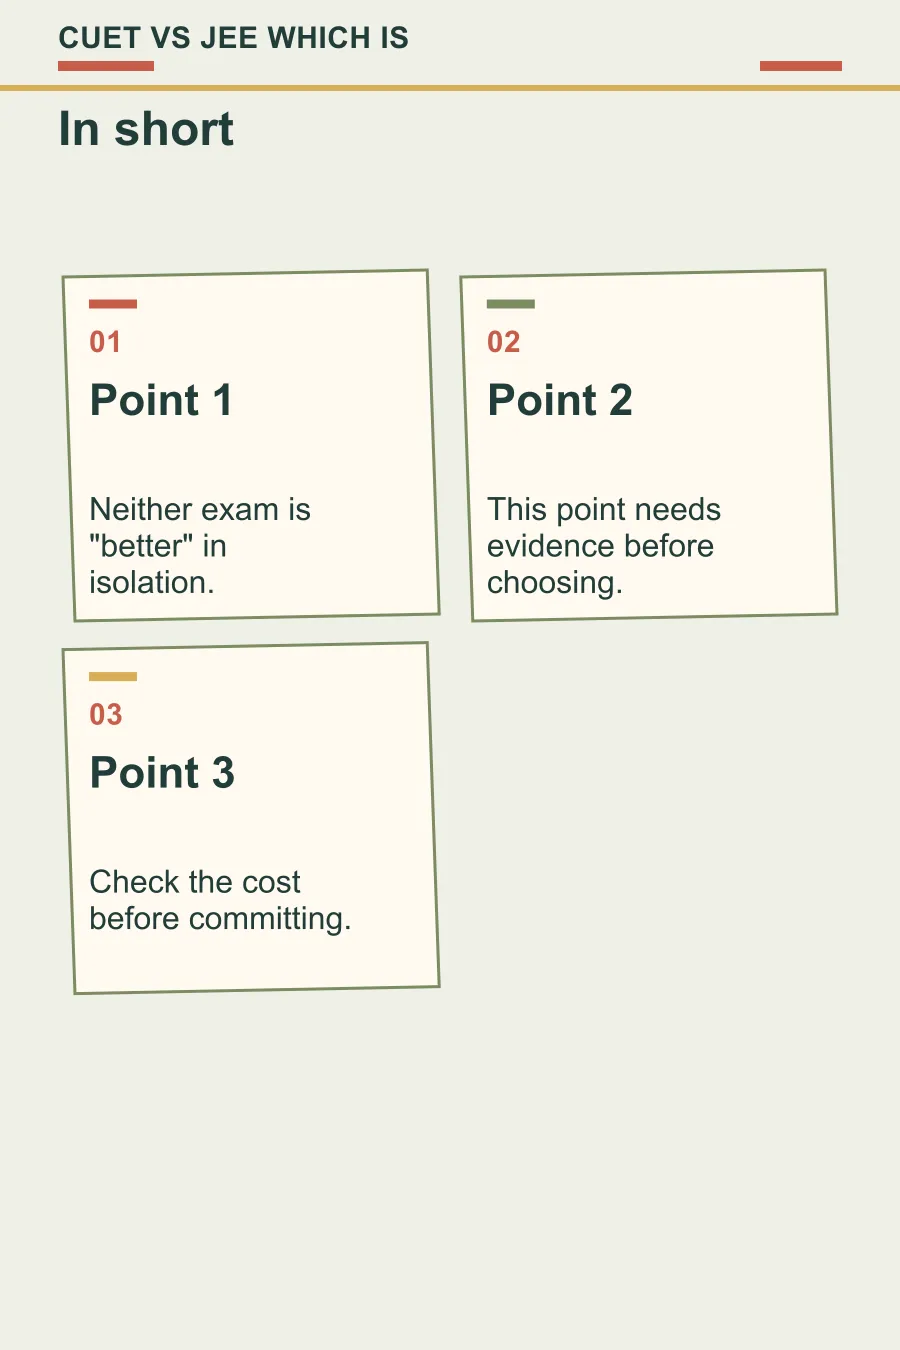 CUET VS JEE WHICH IS
In short
01
Point 1
Neither exam is
"better" in
isolation.
02
Point 2
This point needs
evidence before
choosing.
03
Point 3
Check the cost
before committing.